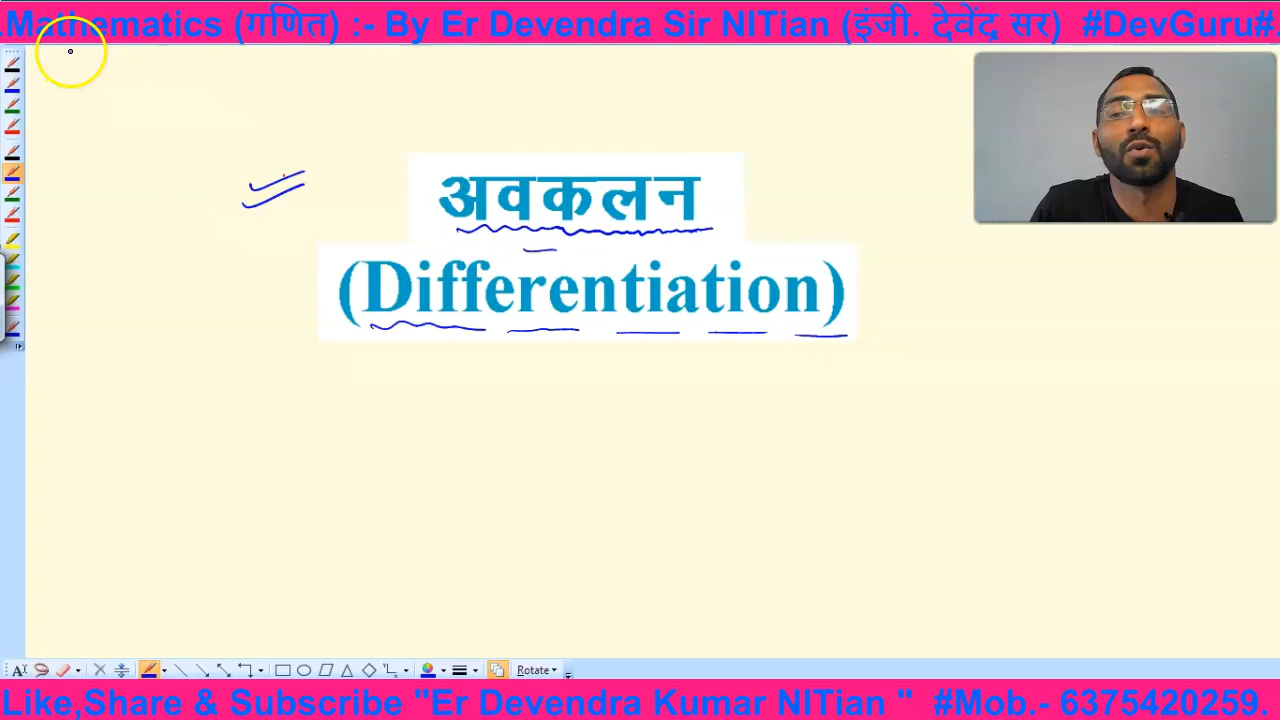 .Mathematics (गणित) :- By Er Devendra Sir NITian (इंजी. देवेंद्र सर) #DevGuru#.
अवकलन
(Differentiation)
Rotate
Like,Share & Subscribe "Er Devendra Kumar NITian " #Mob.- 6375420259.